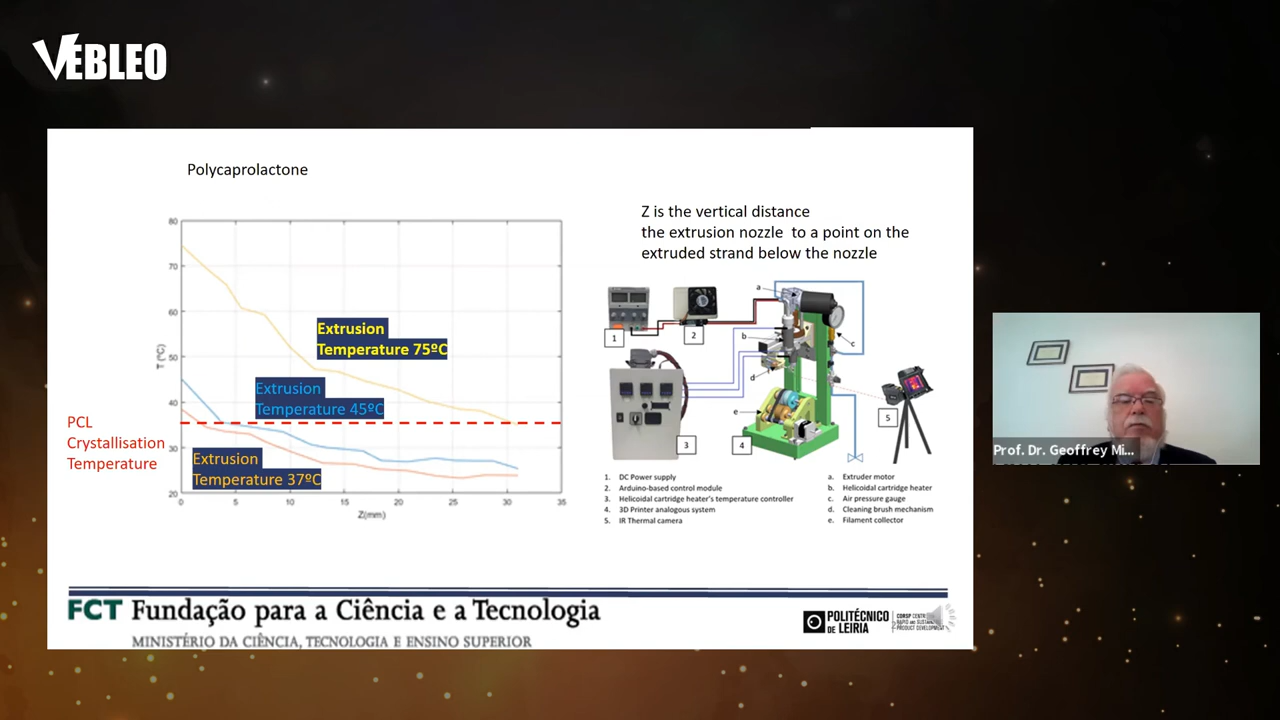 VEBLEO
Polycaprolactone
Z is the vertical distance
the extrusion nozzle to a point on the
extruded strand below the nozzle
80
70
60
50
40
30
20
T (°C)
0
5
10
15
20
25
30
35
Z(mm)
Extrusion
Temperature 75ºC
Extrusion
Temperature 45ºC
PCL
Crystallisation
Temperature
Extrusion
Temperature 37ºC
1
2
3
4
5
a
b
c
d
e
1. DC Power supply
2. Arduino-based control module
3. Helicoidal cartridge heater's temperature controller
4. 3D Printer analogous system
5. IR Thermal camera
a. Extruder motor
b. Helicoidal cartridge heater
c. Air pressure gauge
d. Cleaning brush mechanism
e. Filament collector
Prof. Dr. Geoffrey Mi...
FCT Fundação para a Ciência e a Tecnologia
MINISTÉRIO DA CIÊNCIA, TECNOLOGIA E ENSINO SUPERIOR
POLITÉCNICO
DE LEIRIA